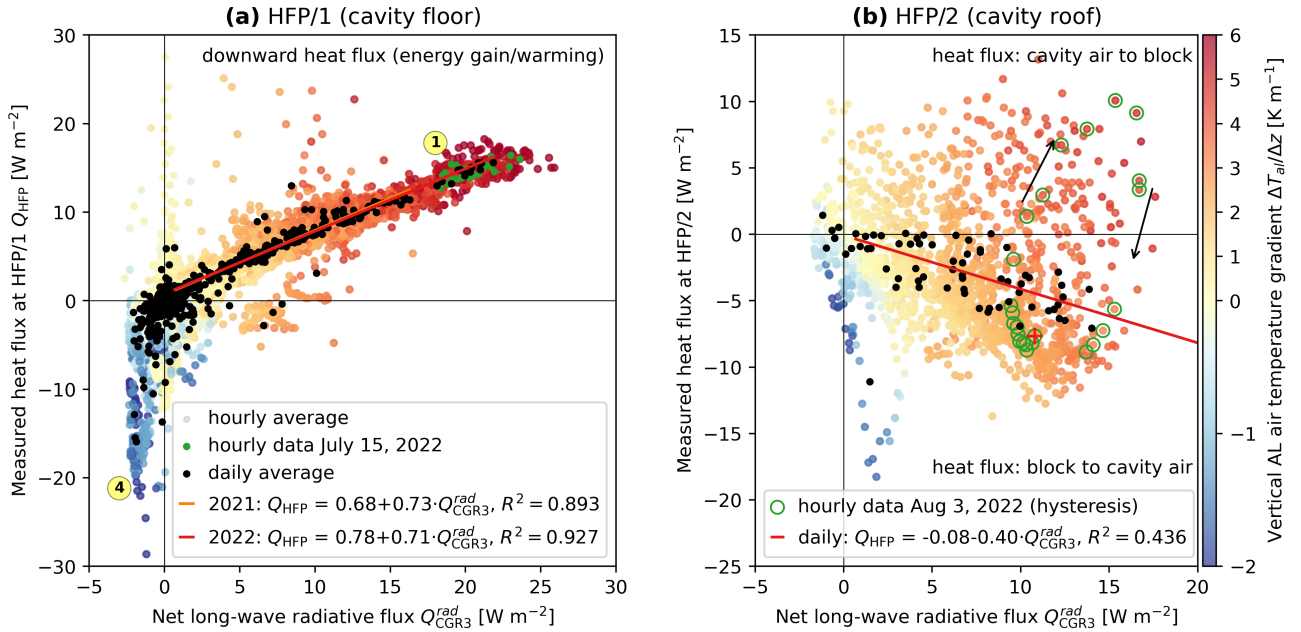 (a) HFP/1 (cavity floor)
downward heat flux (energy gain/warming)
30
20
10
0
−10
−20
−30
Measured heat flux at HFP/1 Q_HFP [W m−2]
1
4
hourly average
hourly data July 15, 2022
daily average
2021: Q_HFP = 0.68+0.73·Q^rad_CGR3, R² = 0.893
2022: Q_HFP = 0.78+0.71·Q^rad_CGR3, R² = 0.927
−5 0 5 10 15 20 25 30
Net long-wave radiative flux Q^rad_CGR3 [W m−2]
(b) HFP/2 (cavity roof)
heat flux: cavity air to block
15
10
5
0
−5
−10
−15
−20
−25
Measured heat flux at HFP/2 [W m−2]
heat flux: block to cavity air
hourly data Aug 3, 2022 (hysteresis)
daily: Q_HFP = -0.08-0.40·Q^rad_CGR3, R² = 0.436
−5 0 5 10 15 20
Net long-wave radiative flux Q^rad_CGR3 [W m−2]
6
5
4
3
2
1
0
−1
−2
Vertical AL air temperature gradient ΔT_al/Δz [K m−1]